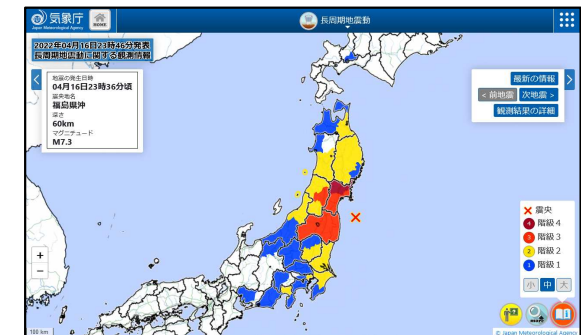 気象庁
Japan Meteorological Agency
HOME
長周期地震動
2022年04月16日23時46分発表
長周期地震動に関する観測情報
地震の発生日時
04月16日23時36分頃
震央地名
福島県沖
深さ
60km
マグニチュード
M7.3
最新の情報
< 前地震
次地震 >
観測結果の詳細
震央
4 階級 4
3 階級 3
2 階級 2
1 階級 1
小 中 大
+
−
100 km
© Japan Meteorological Agency